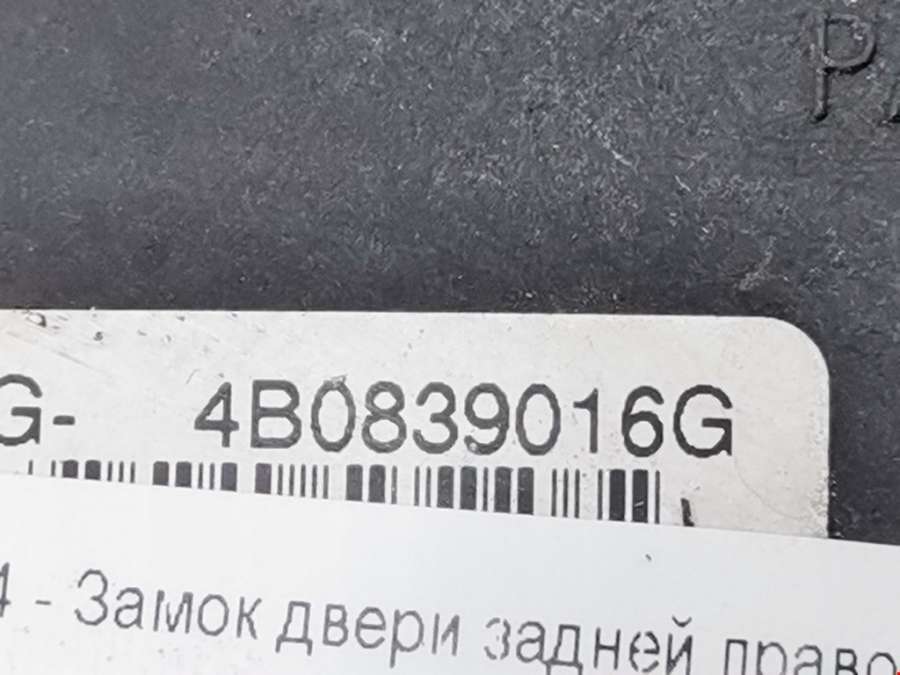 P
G- 4B0839016G
4 - Замок двери задней право